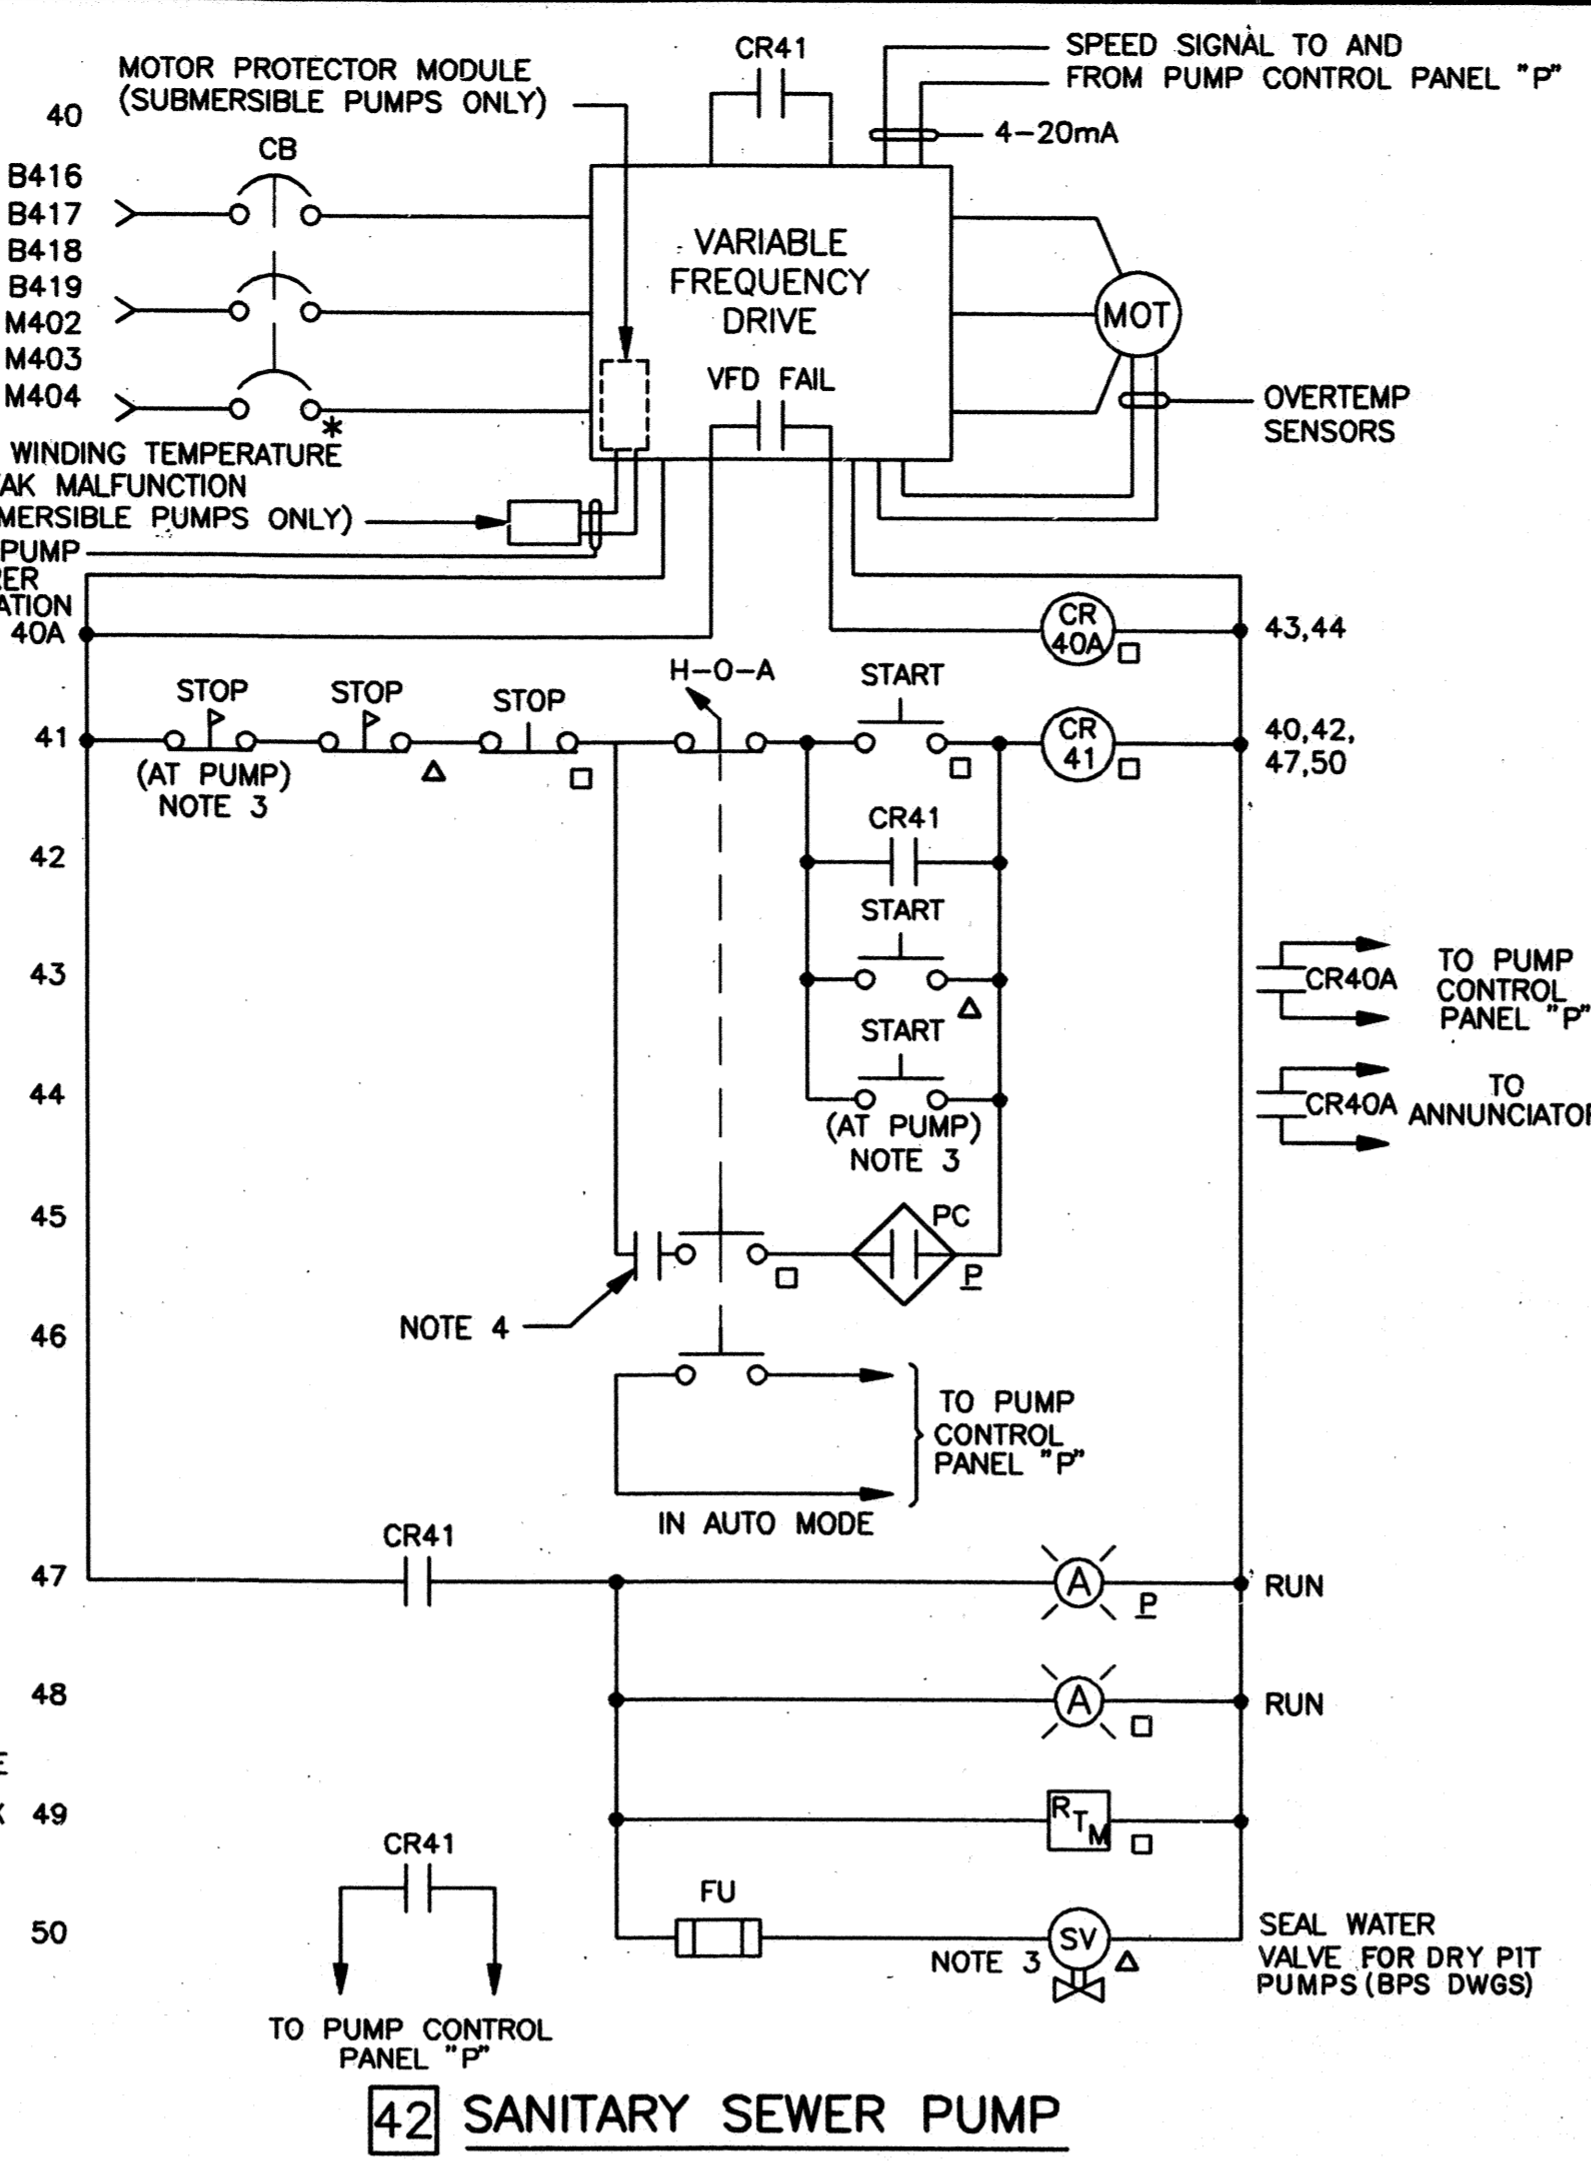 CR41
SPEED SIGNAL TO AND
FROM PUMP CONTROL PANEL "P"
MOTOR PROTECTOR MODULE
(SUBMERSIBLE PUMPS ONLY)
40
4-20mA
CB
B416
B417
B418
B419
M402
M403
M404
VARIABLE
FREQUENCY
DRIVE
MOT
VFD FAIL
OVERTEMP
SENSORS
*
WINDING TEMPERATURE
MALFUNCTION
PUMPS ONLY)
PUMP
40A
CR
40A
43,44
H-O-A
START
STOP
STOP
STOP
41
CR
41
40,42,
47,50
(AT PUMP)
NOTE 3
CR41
42
START
43
CR40A
TO PUMP
CONTROL
PANEL "P"
START
44
CR40A
TO
(AT PUMP)
NOTE 3
45
PC
P
NOTE 4
46
TO PUMP
CONTROL
PANEL "P"
IN AUTO MODE
CR41
47
A
P
RUN
48
A
RUN
49
RTM
CR41
FU
50
NOTE 3
SV
SEAL WATER
VALVE FOR DRY PIT
PUMPS (BPS DWGS)
TO PUMP CONTROL
PANEL "P"
42 SANITARY SEWER PUMP